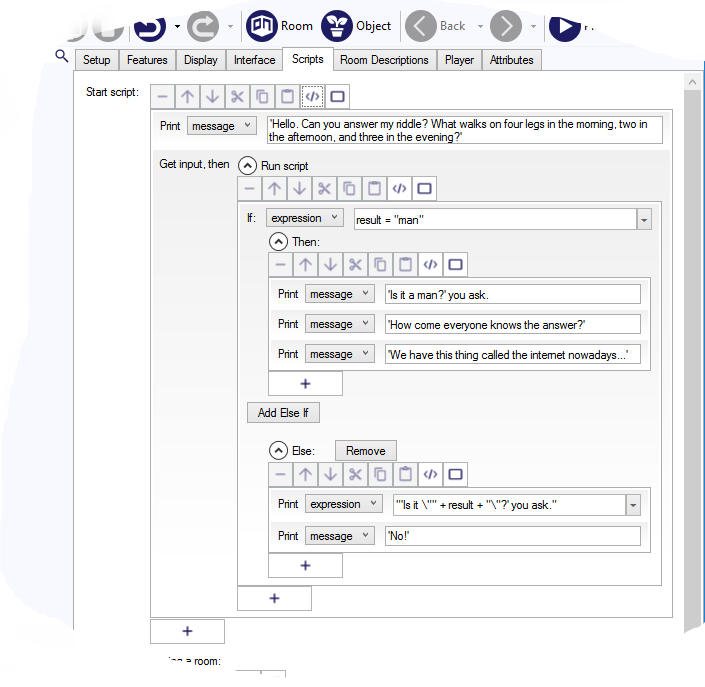 Room Object Back
Setup Features Display Interface Scripts Room Descriptions Player Attributes
Start script:
Print message 'Hello. Can you answer my riddle? What walks on four legs in the morning, two in
the afternoon, and three in the evening?'
Get input, then Run script
If: expression result = "man"
Then:
Print message 'Is it a man?' you ask.
Print message 'How come everyone knows the answer?'
Print message 'We have this thing called the internet nowadays...'
+
Add Else If
Else: Remove
Print expression "'Is it \"" + result + "\"?' you ask."
Print message 'No!'
+
+
+
room: